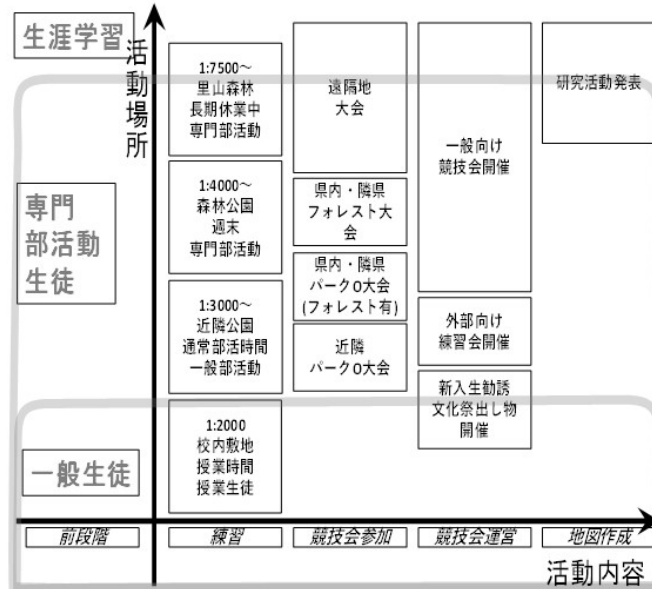 生涯学習
活動場所
専門
部活動
生徒
一般生徒
1:7500～
里山森林
長期休業中
専門部活動
1:4000～
森林公園
週末
専門部活動
1:3000～
近隣公園
通常部活時間
一般部活動
1:2000
校内敷地
授業時間
授業生徒
遠隔地
大会
県内・隣県
フォレスト大
会
県内・隣県
パークO大会
(フォレスト有)
近隣
パークO大会
一般向け
競技会開催
外部向け
練習会開催
新入生勧誘
文化祭出し物
開催
研究活動発表
前段階
練習
競技会参加
競技会運営
地図作成
活動内容